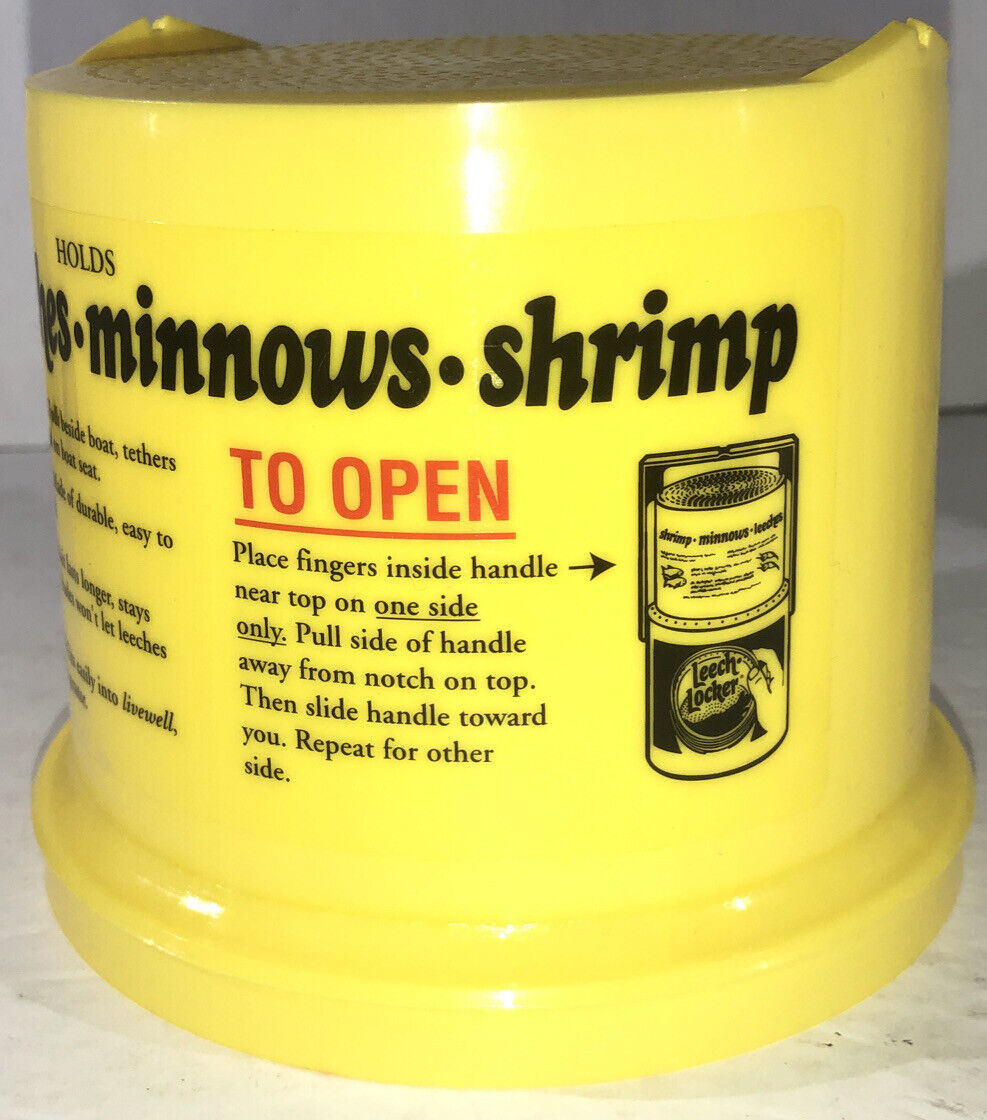 HOLDS
minnows • shrimp
beside boat, tethers
boat seat.
of durable, easy to
longer, stays
won't let leeches
easily into livewell,
TO OPEN
Place fingers inside handle
near top on one side
only. Pull side of handle
away from notch on top.
Then slide handle toward
you. Repeat for other
side.
shrimp • minnows • leeches
Leech•
Locker